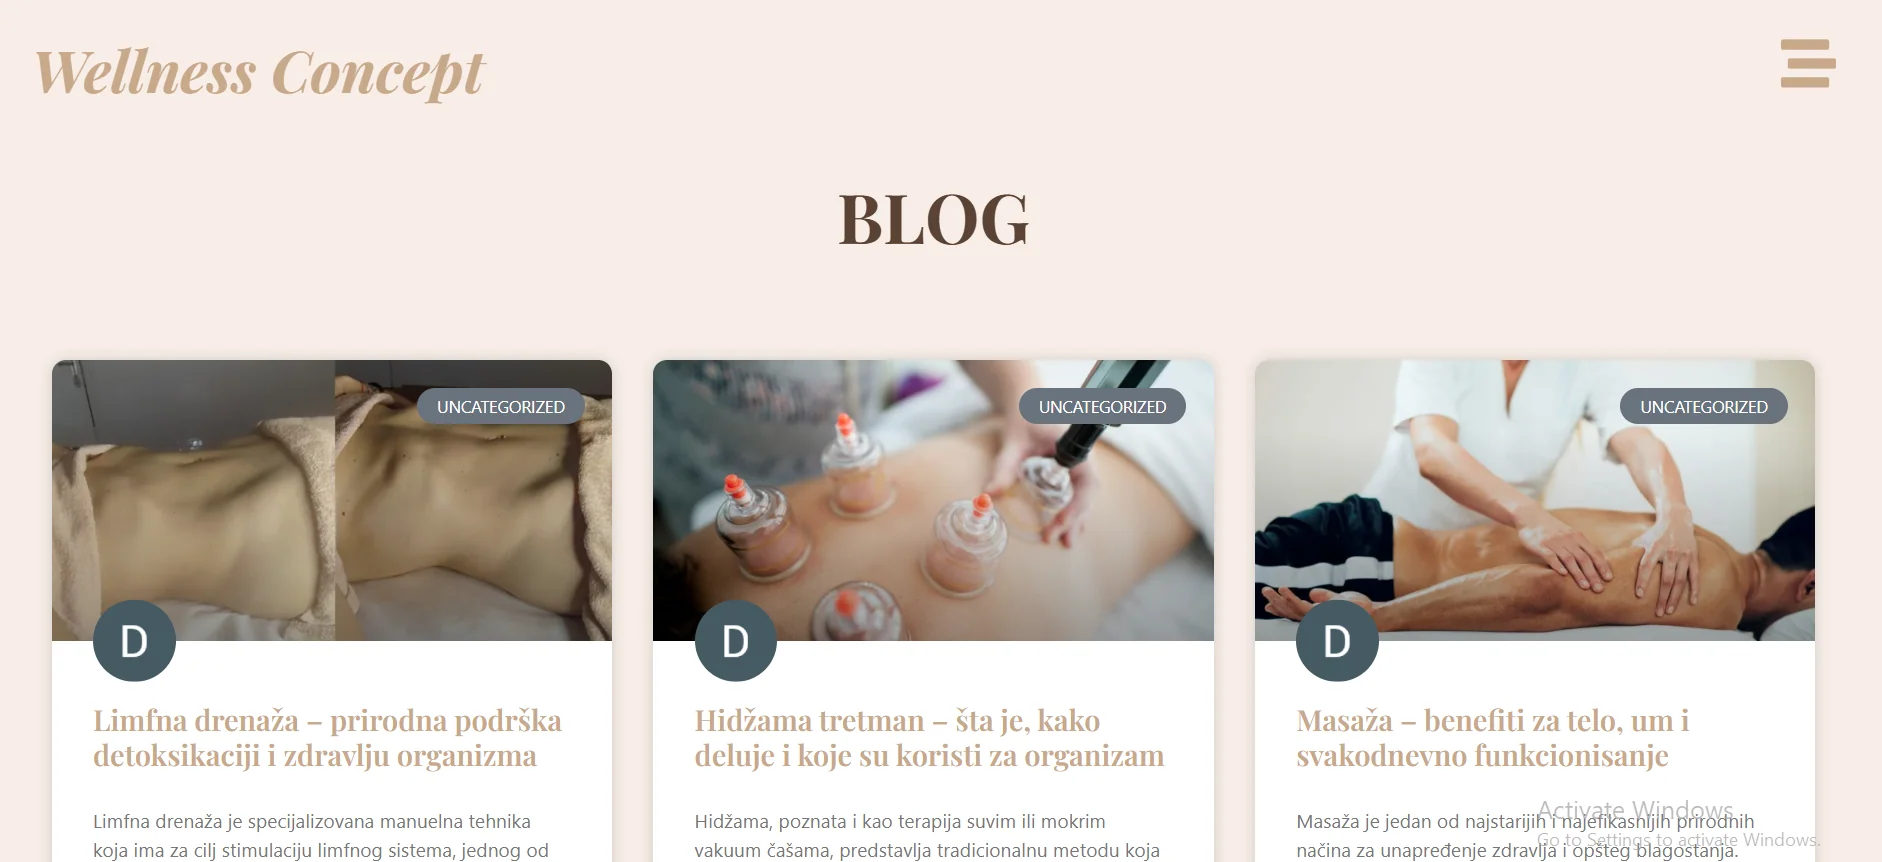 Wellness Concept
BLOG
UNCATEGORIZED
UNCATEGORIZED
UNCATEGORIZED
D
D
D
Limfna drenaža – prirodna podrška
detoksikaciji i zdravlju organizma
Limfna drenaža je specijalizovana manuelna tehnika
koja ima za cilj stimulaciju limfnog sistema, jednog od
Hidžama tretman – šta je, kako
deluje i koje su koristi za organizam
Hidžama, poznata i kao terapija suvim ili mokrim
vakuum čašama, predstavlja tradicionalnu metodu koja
Masaža – benefiti za telo, um i
svakodnevno funkcionisanje
Masaža je jedan od najstarijih i najefikasnijih prirodnih
načina za unapređenje zdravlja i opšteg blagostanja.
Activate Windows
Go to Settings to activate Windows.